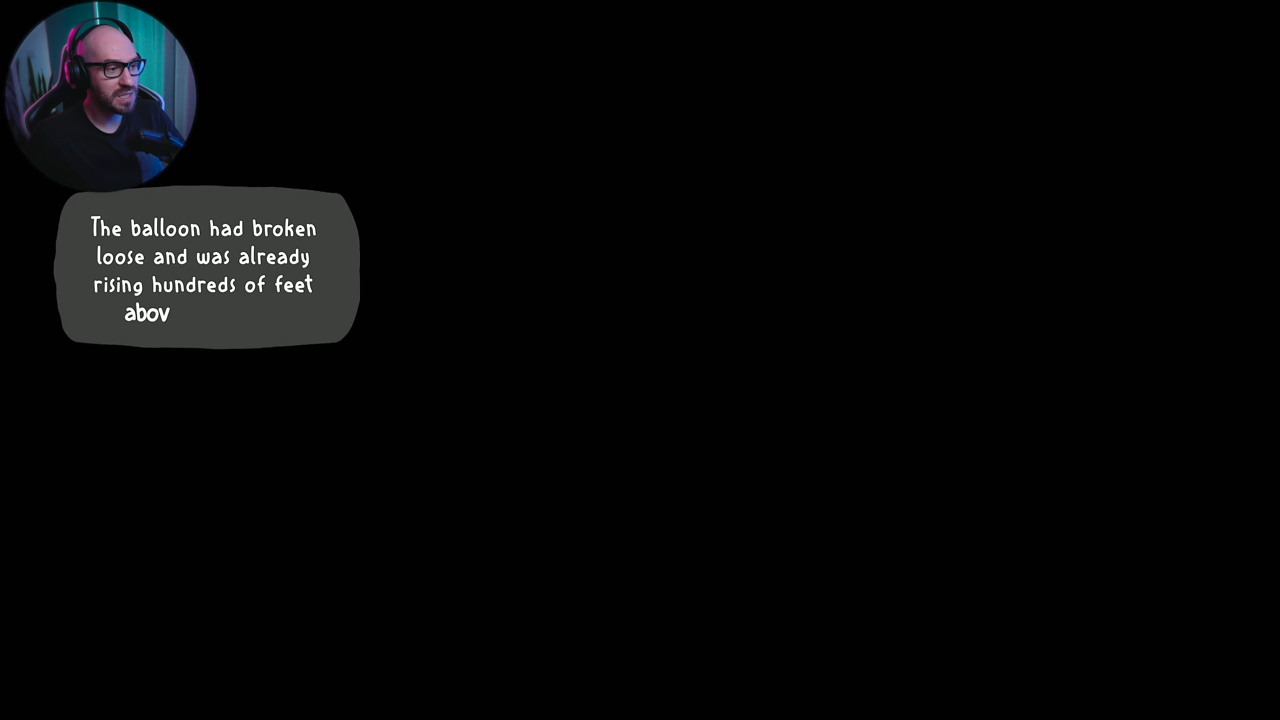 The balloon had broken
loose and was already
rising hundreds of feet
abov